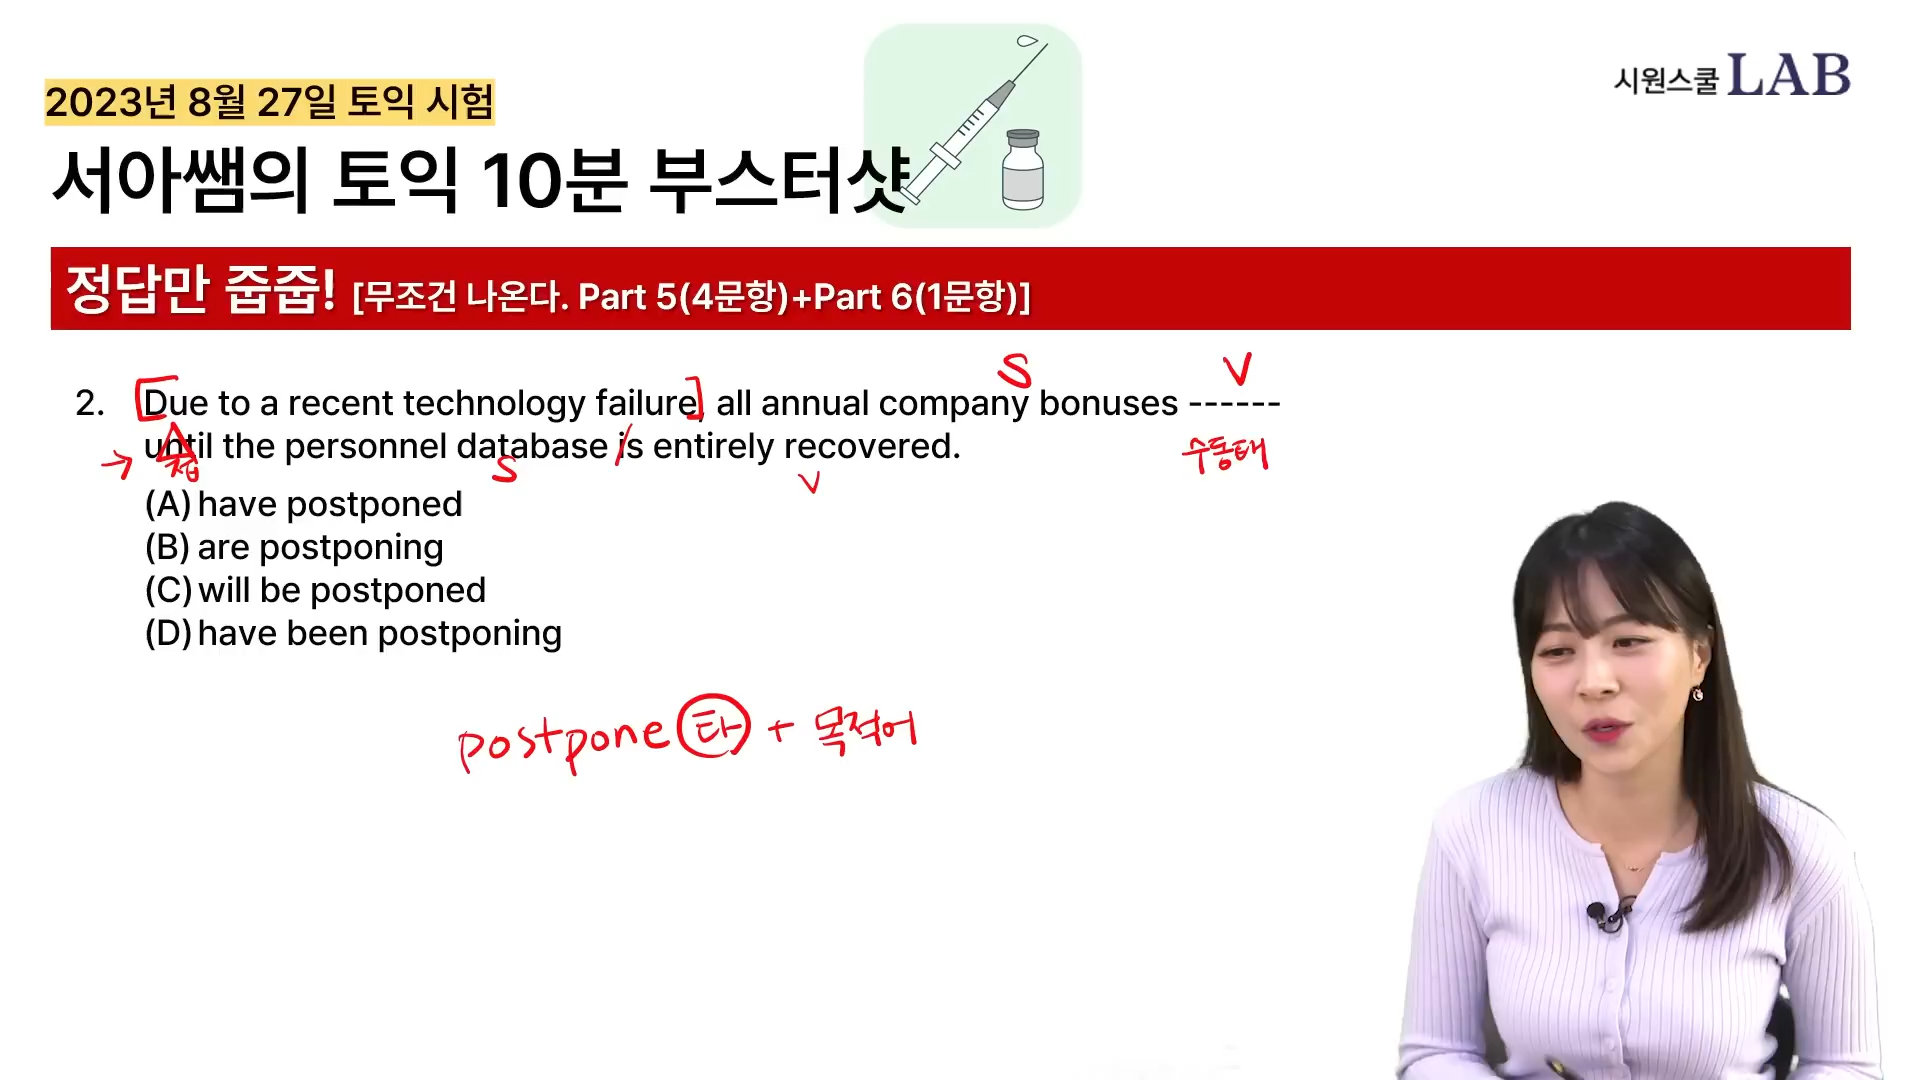 2023년 8월 27일 토익 시험
시원스쿨 LAB
서아쌤의 토익 10분 부스터샷
정답만 줍줍! [무조건 나온다. Part 5(4문항)+Part 6(1문항)]
S V
2. [Due to a recent technology failure,] all annual company bonuses ------
until the personnel database is entirely recovered.
수동태
→ 접 S V
(A) have postponed
(B) are postponing
(C) will be postponed
(D) have been postponing
postpone 타 + 목적어